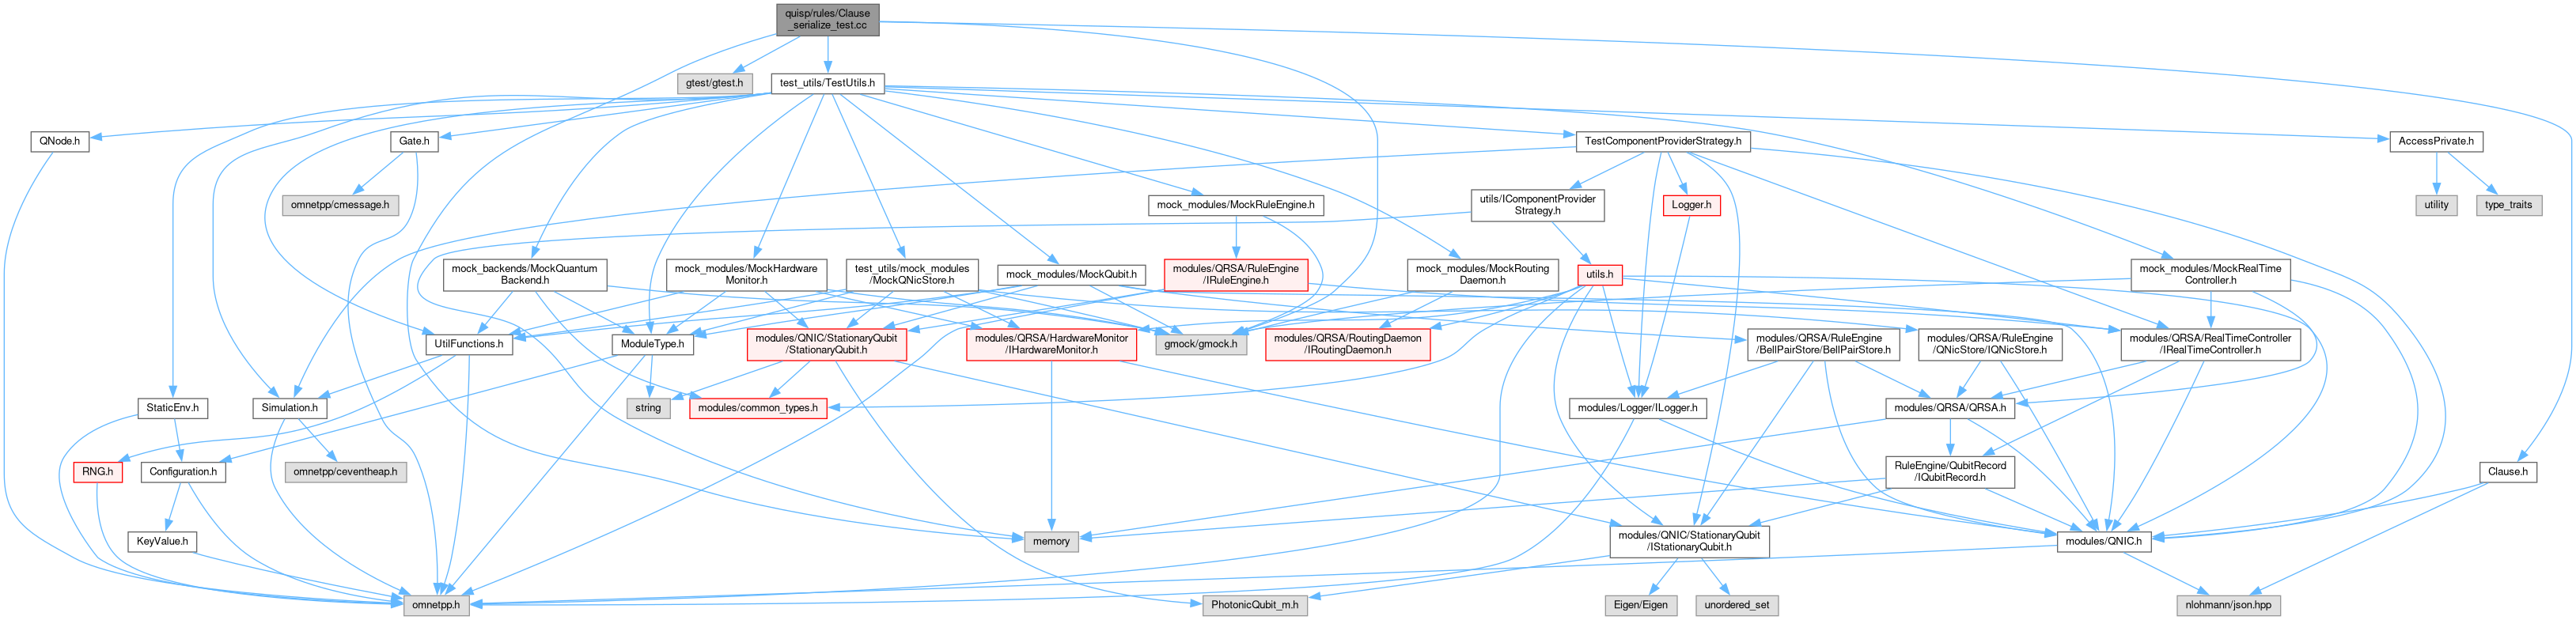 quisp/rules/Clause
_serialize_test.cc
gtest/gtest.h
test_utils/TestUtils.h
QNode.h
Gate.h
TestComponentProviderStrategy.h
AccessPrivate.h
omnetpp/cmessage.h
mock_modules/MockRuleEngine.h
utils/IComponentProvider
Strategy.h
Logger.h
utility
type_traits
mock_backends/MockQuantum
Backend.h
mock_modules/MockHardware
Monitor.h
test_utils/mock_modules
/MockQNicStore.h
mock_modules/MockQubit.h
modules/QRSA/RuleEngine
/IRuleEngine.h
mock_modules/MockRouting
Daemon.h
utils.h
mock_modules/MockRealTime
Controller.h
UtilFunctions.h
ModuleType.h
modules/QNIC/StationaryQubit
/StationaryQubit.h
modules/QRSA/HardwareMonitor
/IHardwareMonitor.h
gmock/gmock.h
modules/QRSA/RoutingDaemon
/IRoutingDaemon.h
modules/QRSA/RuleEngine
/BellPairStore/BellPairStore.h
modules/QRSA/RuleEngine
/QNicStore/IQNicStore.h
modules/QRSA/RealTimeController
/IRealTimeController.h
StaticEnv.h
Simulation.h
string
modules/common_types.h
modules/Logger/ILogger.h
modules/QRSA/QRSA.h
RNG.h
Configuration.h
omnetpp/ceventheap.h
RuleEngine/QubitRecord
/IQubitRecord.h
Clause.h
KeyValue.h
memory
modules/QNIC/StationaryQubit
/IStationaryQubit.h
modules/QNIC.h
omnetpp.h
PhotonicQubit_m.h
Eigen/Eigen
unordered_set
nlohmann/json.hpp